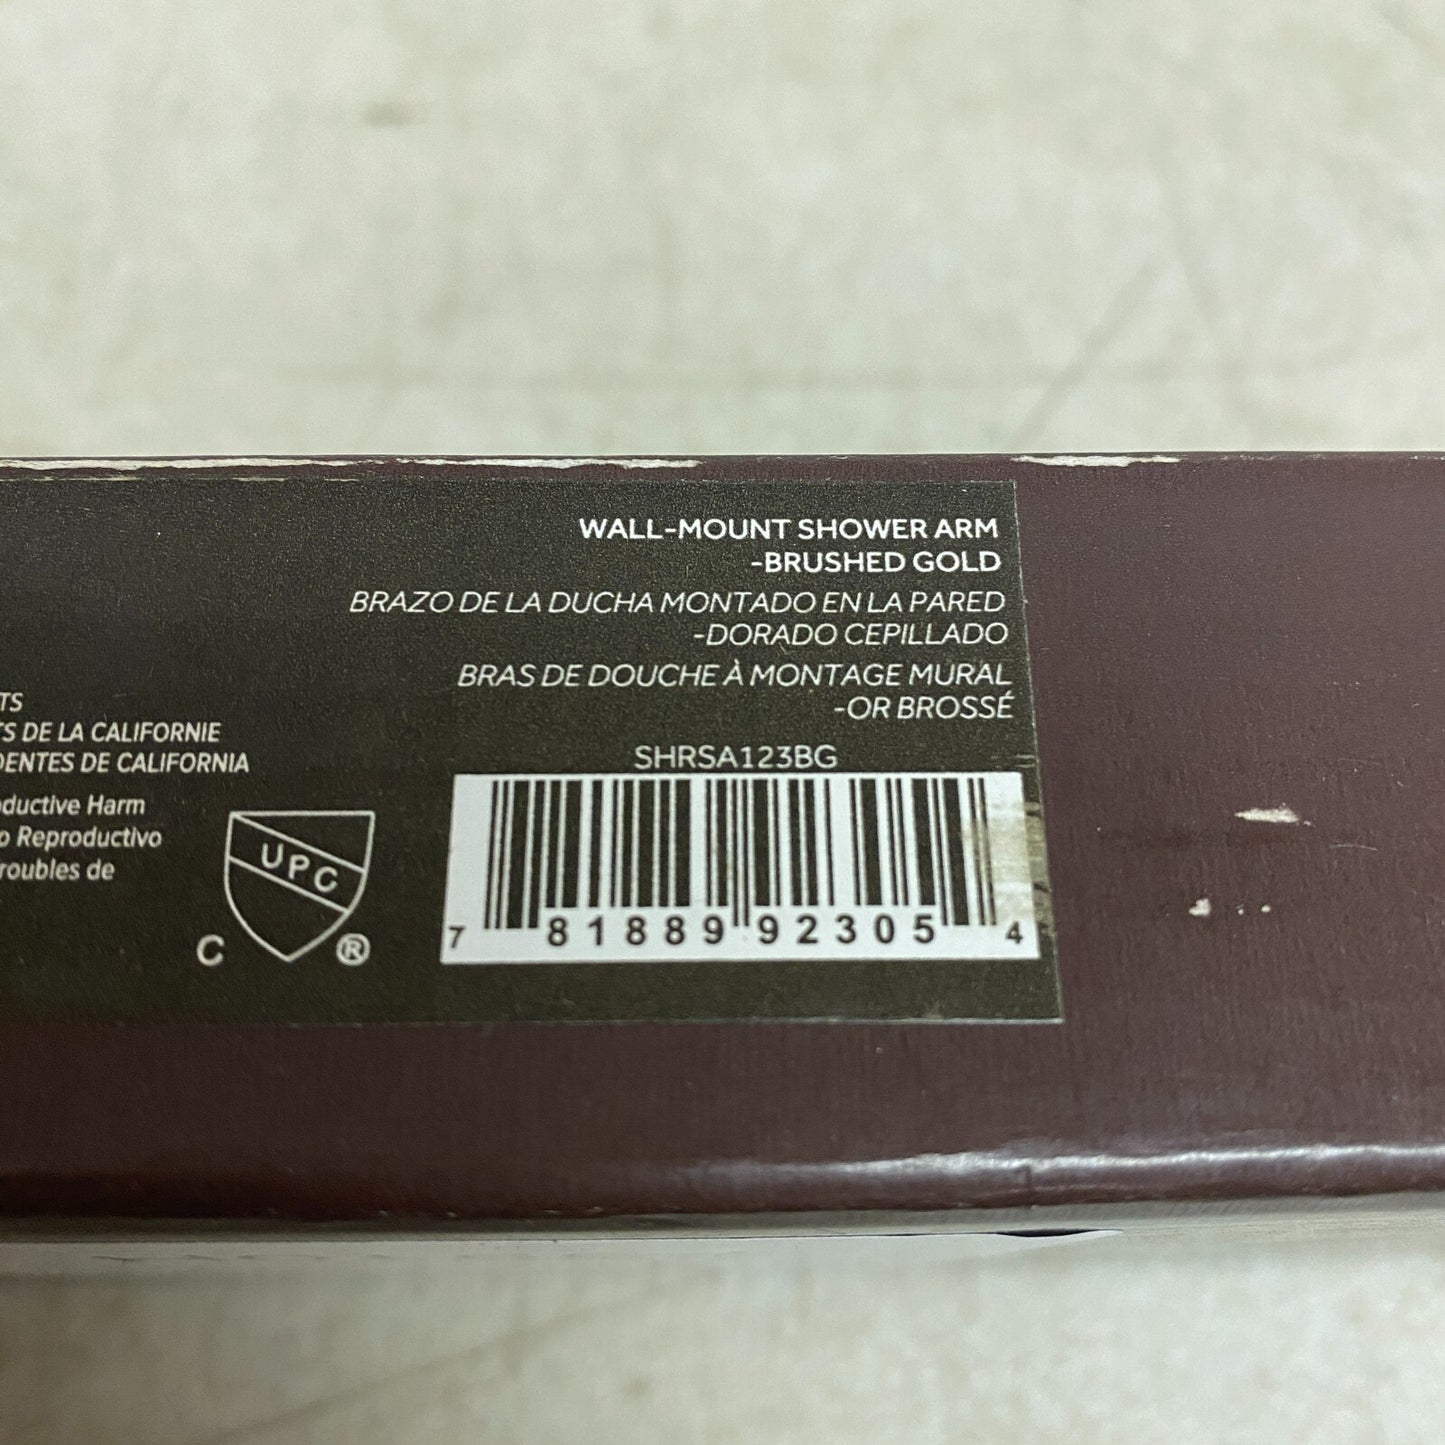 WALL-MOUNT SHOWER ARM
-BRUSHED GOLD
BRAZO DE LA DUCHA MONTADO EN LA PARED
-DORADO CEPILLADO
BRAS DE DOUCHE À MONTAGE MURAL
-OR BROSSÉ
SHRSA123BG
7 81889 92305 4
TS
TS DE LA CALIFORNIE
DENTES DE CALIFORNIA
oductive Harm
o Reproductivo
roubles de
UPC
C ®